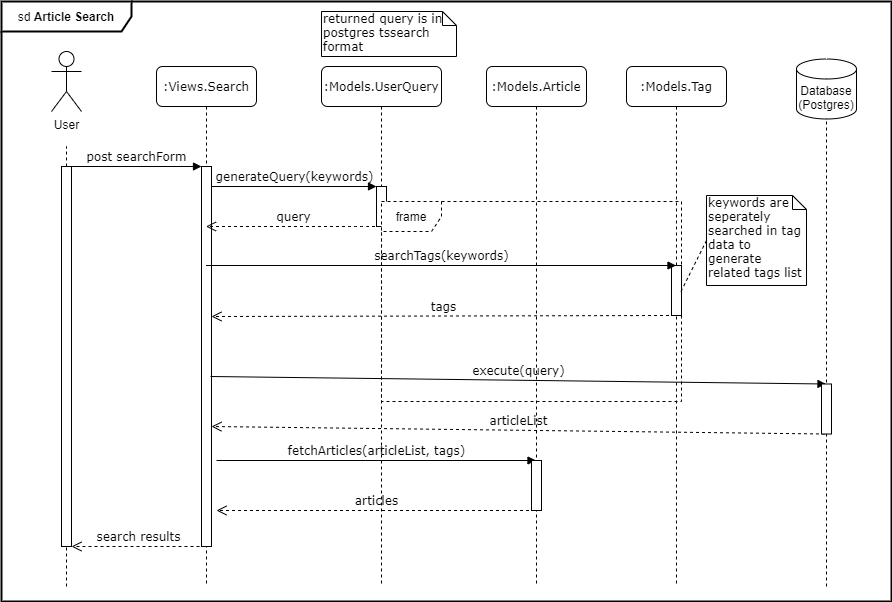 sd Article Search
returned query is in
postgres tssearch
format
User
:Views.Search
:Models.UserQuery
:Models.Article
:Models.Tag
Database
(Postgres)
post searchForm
generateQuery(keywords)
query
frame
keywords are
seperately
searched in tag
data to
generate
related tags list
searchTags(keywords)
tags
execute(query)
articleList
fetchArticles(articleList, tags)
articles
search results